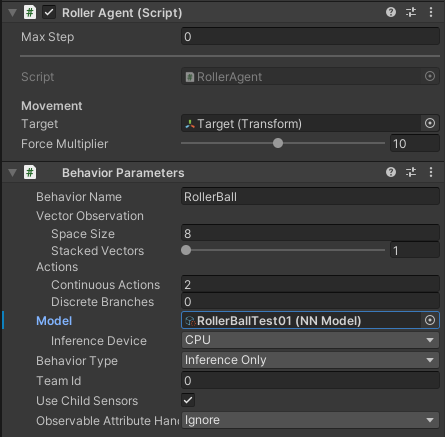 Roller Agent (Script)
Max Step 0
Script RollerAgent
Movement
Target Target (Transform)
Force Multiplier 10
Behavior Parameters
Behavior Name RollerBall
Vector Observation
Space Size 8
Stacked Vectors 1
Actions
Continuous Actions 2
Discrete Branches 0
Model RollerBallTest01 (NN Model)
Inference Device CPU
Behavior Type Inference Only
Team Id 0
Use Child Sensors
Observable Attribute Han Ignore